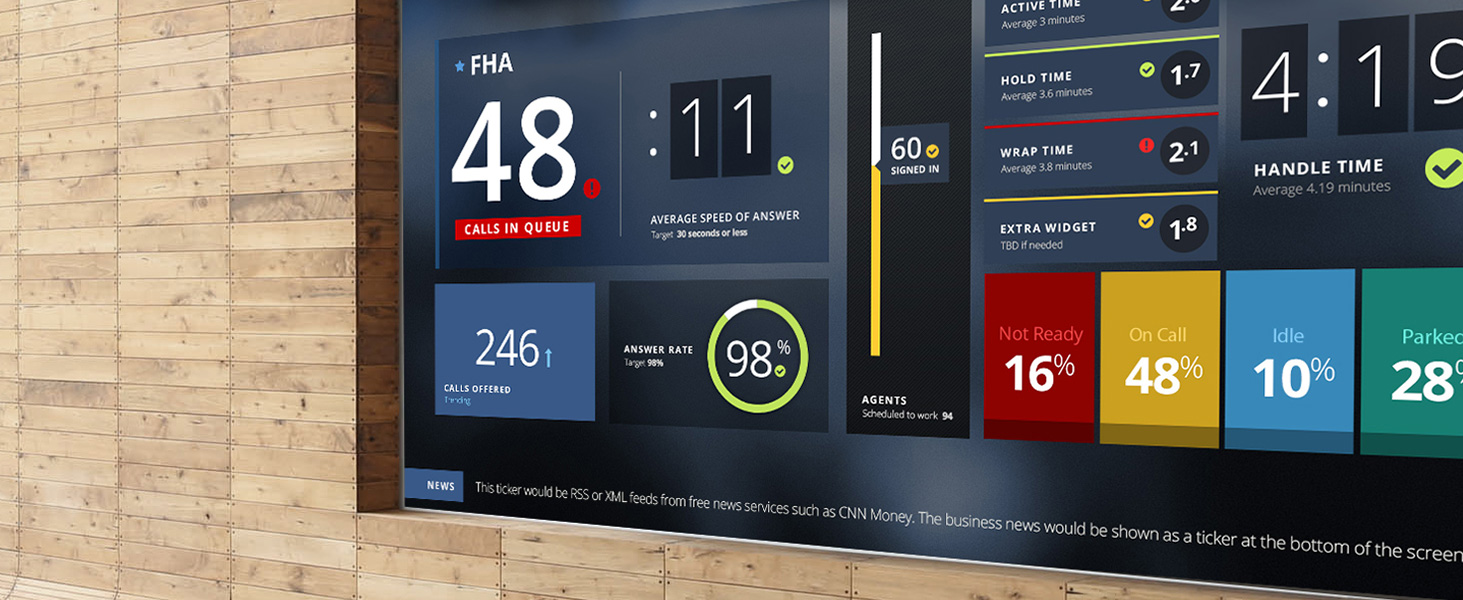 FHA
48
CALLS IN QUEUE
:11
AVERAGE SPEED OF ANSWER
Target 30 seconds or less
246
CALLS OFFERED
Trending
ANSWER RATE
Target 98%
98%
60
SIGNED IN
AGENTS
Scheduled to work 94
ACTIVE TIME
Average 3 minutes
HOLD TIME
Average 3.6 minutes
1.7
WRAP TIME
Average 3.8 minutes
2.1
EXTRA WIDGET
TBD if needed
1.8
4:19
HANDLE TIME
Average 4.19 minutes
Not Ready
16%
On Call
48%
Idle
10%
Parked
28%
NEWS
This ticker would be RSS or XML feeds from free news services such as CNN Money. The business news would be shown as a ticker at the bottom of the screen